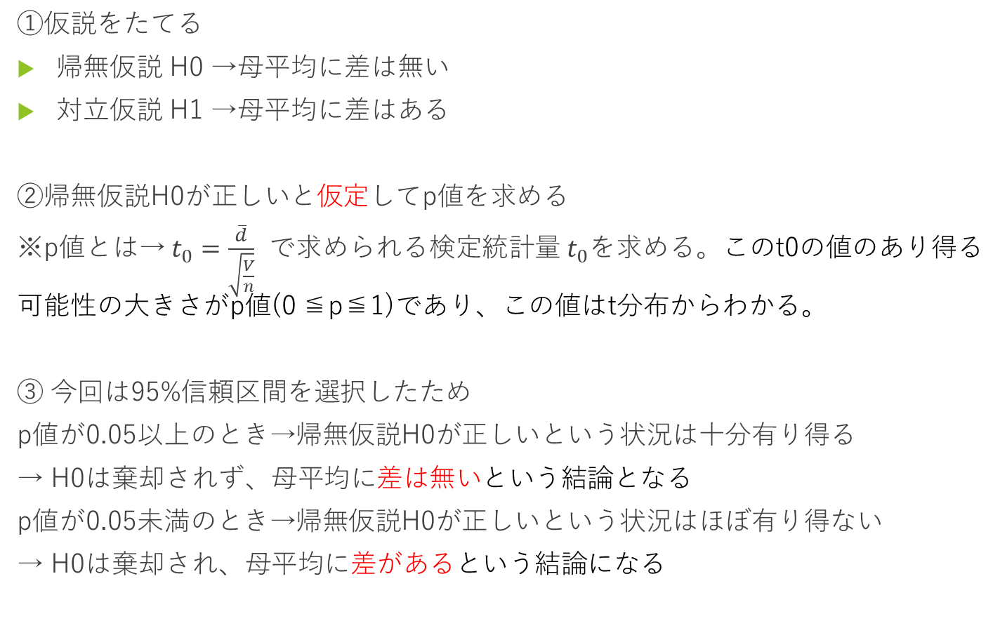 ①仮説をたてる
▶ 帰無仮説 H0 →母平均に差は無い
▶ 対立仮説 H1 →母平均に差はある
②帰無仮説H0が正しいと仮定してp値を求める
※p値とは→ t₀ = d̄/√(V/n) で求められる検定統計量 t₀を求める。このt0の値のあり得る
可能性の大きさがp値(0 ≦p≦1)であり、この値はt分布からわかる。
③ 今回は95%信頼区間を選択したため
p値が0.05以上のとき→帰無仮説H0が正しいという状況は十分有り得る
→ H0は棄却されず、母平均に差は無いという結論となる
p値が0.05未満のとき→帰無仮説H0が正しいという状況はほぼ有り得ない
→ H0は棄却され、母平均に差があるという結論になる